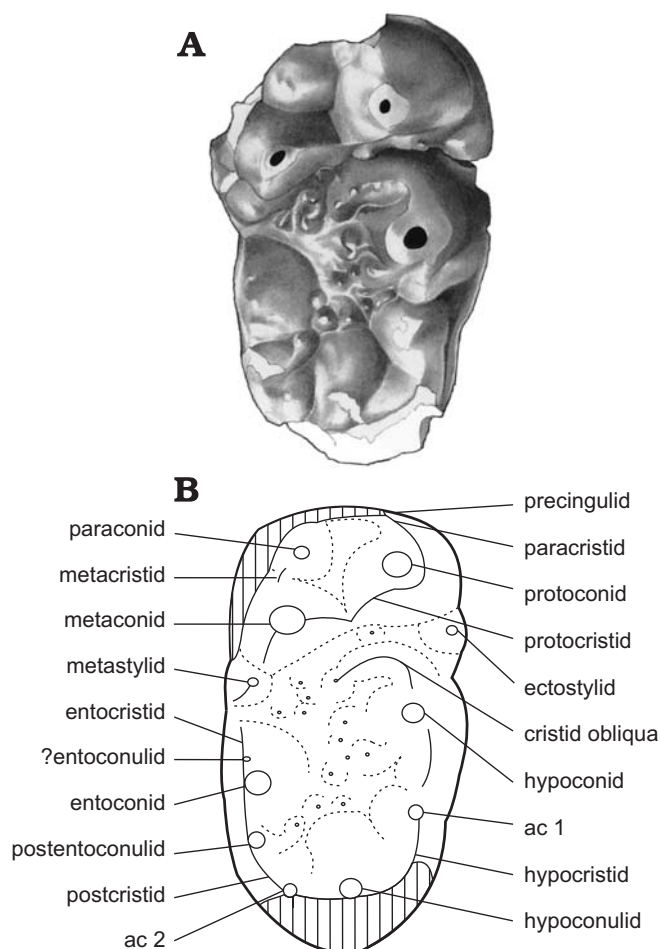 A
B
paraconid
metacristid
metaconid
metastylid
entocristid
?entoconulid
entoconid
postentoconulid
postcristid
ac 2
precingulid
paracristid
protoconid
protocristid
ectostylid
cristid obliqua
hypoconid
ac 1
hypocristid
hypoconulid